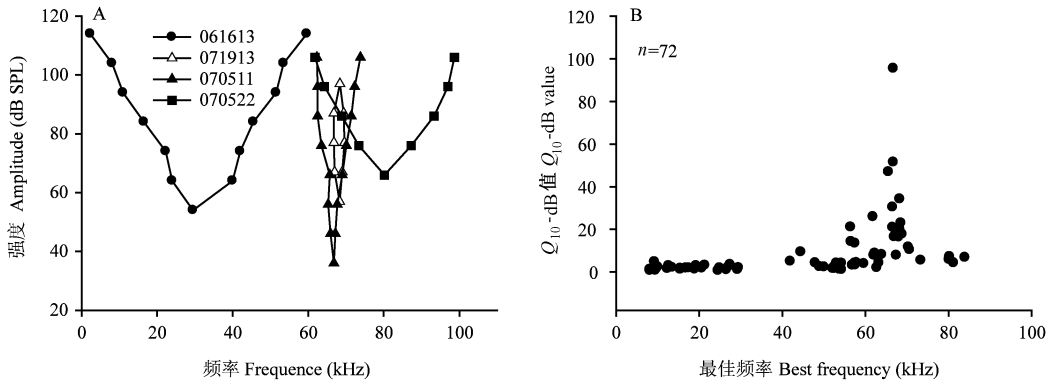 A
120
100
80
60
40
20
强度 Amplitude (dB SPL)
061613
071913
070511
070522
0 20 40 60 80 100
频率 Frequence (kHz)
B
n=72
120
100
80
60
40
20
0
Q10-dB值 Q10-dB value
0 20 40 60 80 100
最佳频率 Best frequency (kHz)